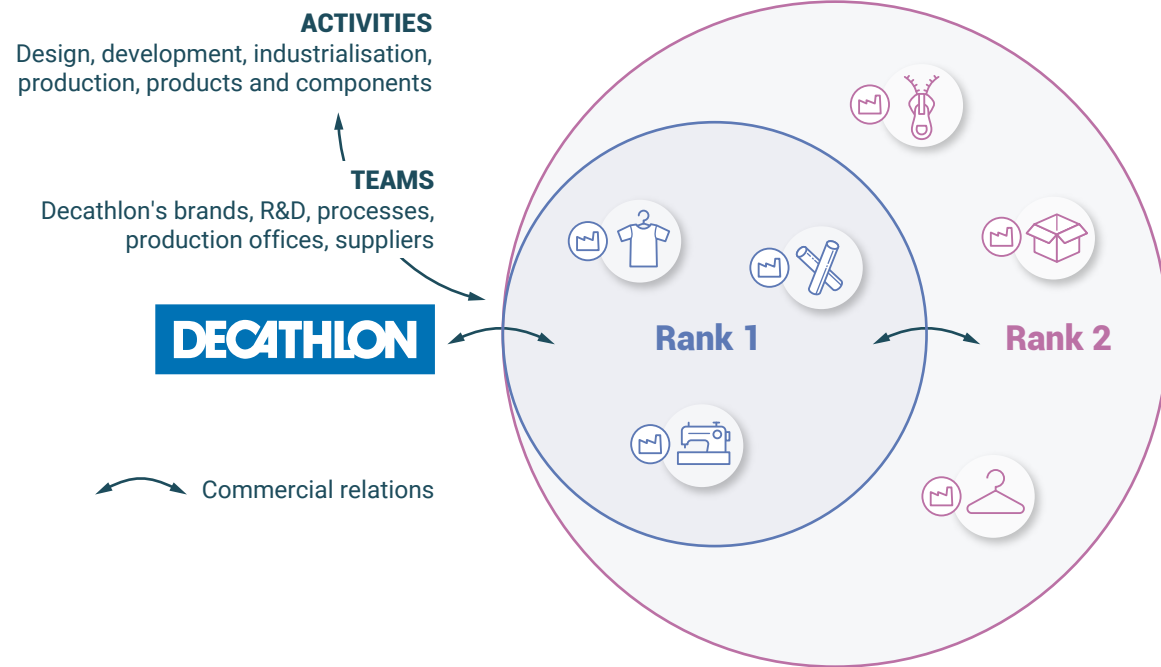 ACTIVITIES
Design, development, industrialisation,
production, products and components
TEAMS
Decathlon's brands, R&D, processes,
production offices, suppliers
DECATHLON
Rank 1
Rank 2
Commercial relations